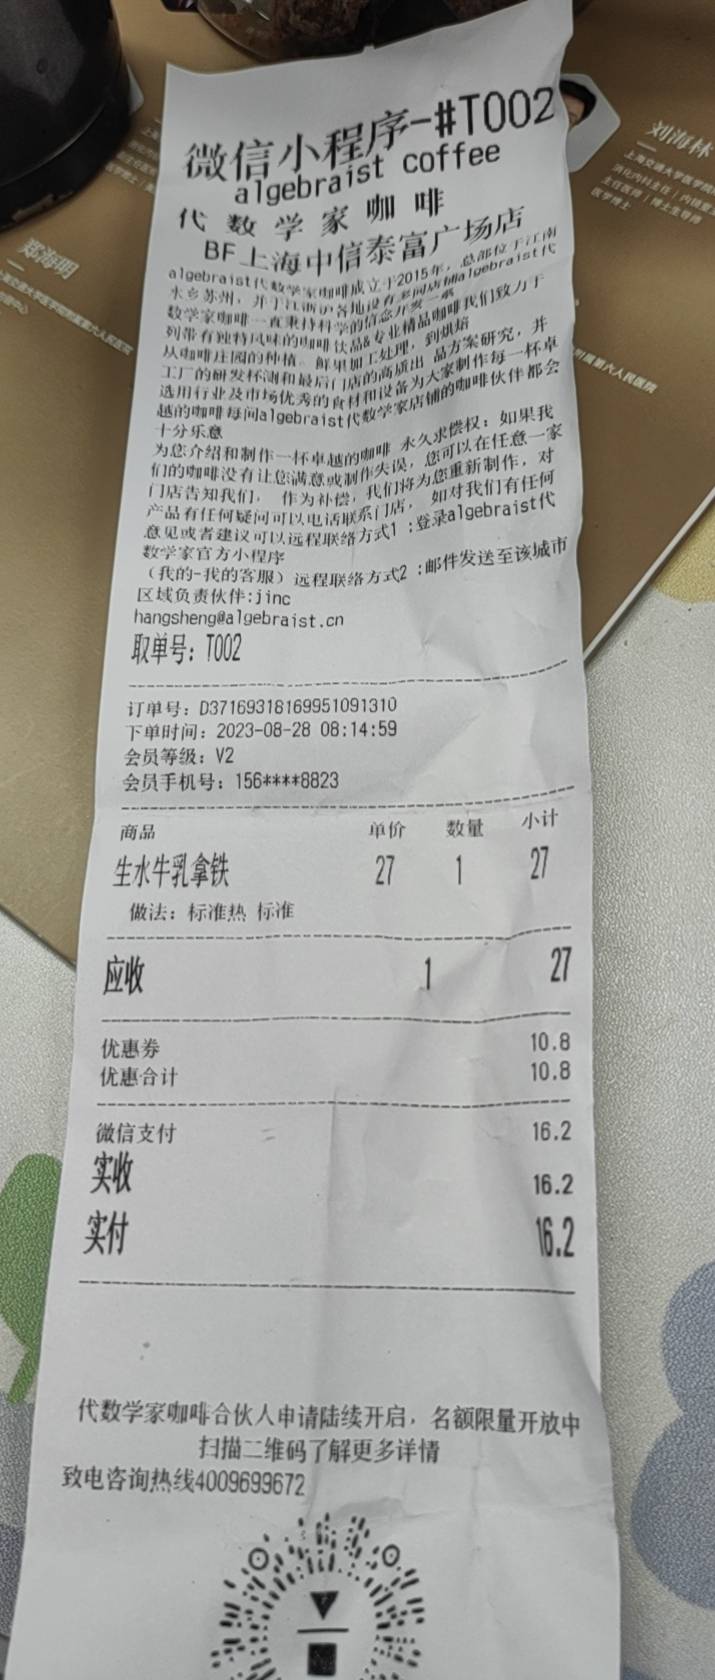 微信小程序-#T002
algebraist coffee
代数学家咖啡
BF上海中信泰富广场店
algebraist代数学家咖啡成立于2015年，总部位于江南
水乡苏州，并于江浙沪各地设有多间店铺algebraist代
数学家咖啡一直秉持科学的信念开发一系
列带有独特风味的咖啡饮品&专业精品咖啡我们致力于
从咖啡庄园的种植，鲜果加工处理，到烘焙
工厂的研发杯测和最后门店的高质出 品方案研究，并
选用行业及市场优秀的食材和设备为大家制作每一杯卓
越的咖啡每间algebraist代数学家店铺的咖啡伙伴都会
十分乐意
为您介绍和制作一杯卓越的咖啡 永久求偿权：如果我
们的咖啡没有让您满意或制作失误，您可以在任意一家
门店告知我们， 作为补偿，我们将为您重新制作，对
产品有任何疑问可以电话联系门店， 如对我们有任何
意见或者建议可以远程联络方式1 :登录algebraist代
数学家官方小程序
（我的-我的客服）远程联络方式2 :邮件发送至该城市
区域负责伙伴:jinc
hangsheng@algebraist.cn
取单号：T002
订单号：D37169318169951091310
下单时间：2023-08-28 08:14:59
会员等级：V2
会员手机号：156****8823
商品 单价 数量 小计
生水牛乳拿铁 27 1 27
做法：标准热 标准
应收 1 27
优惠券 10.8
优惠合计 10.8
微信支付 16.2
实收 16.2
实付 16.2
代数学家咖啡合伙人申请陆续开启，名额限量开放中
扫描二维码了解更多详情
致电咨询热线4009699672
郑海明
刘海林